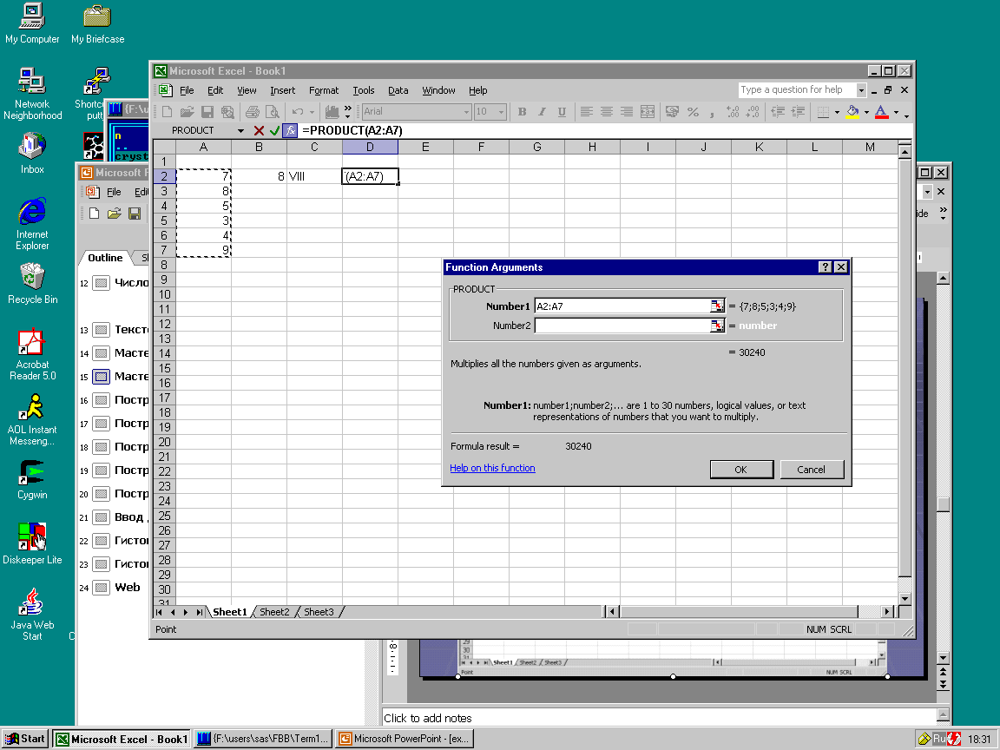 My Computer
My Briefcase
Network Neighborhood
Shortc
putt
Inbox
Internet Explorer
Recycle Bin
Acrobat Reader 5.0
AOL Instant Messeng...
Cygwin
Diskeeper Lite
Java Web Start
C
{F:\u
n
..
cryst
Microsoft F
File
Edi
Outline
Sl
12 Число
13 Текст
14 Масте
15 Масте
16 Постр
17 Постр
18 Постр
19 Постр
20 Постр
21 Ввод
22 Гисто
23 Гисто
24 Web
Microsoft Excel - Book1
File Edit View Insert Format Tools Data Window Help
Type a question for help
Arial 10 B I U
PRODUCT =PRODUCT(A2:A7)
A B C D E F G H I J K L M
1
2 7 8 VIII (A2:A7)
3 8
4 5
5 3
6 4
7 9
8
9
10
11
12
13
14
15
16
17
18
19
20
21
22
23
24
25
26
27
28
29
30
31
Function Arguments
PRODUCT
Number1 A2:A7 = {7;8;5;3;4;9}
Number2 = number
= 30240
Multiplies all the numbers given as arguments.
Number1: number1;number2;... are 1 to 30 numbers, logical values, or text
representations of numbers that you want to multiply.
Formula result = 30240
Help on this function
OK Cancel
Sheet1 Sheet2 Sheet3
Point NUM SCRL
ide
8
29
30
31
Sheet1 Sheet2 Sheet3
Point NUM SCRL
Click to add notes
Start Microsoft Excel - Book1 {F:\users\sas\FBB\Term1... Microsoft PowerPoint - [ex... Ru 18:31